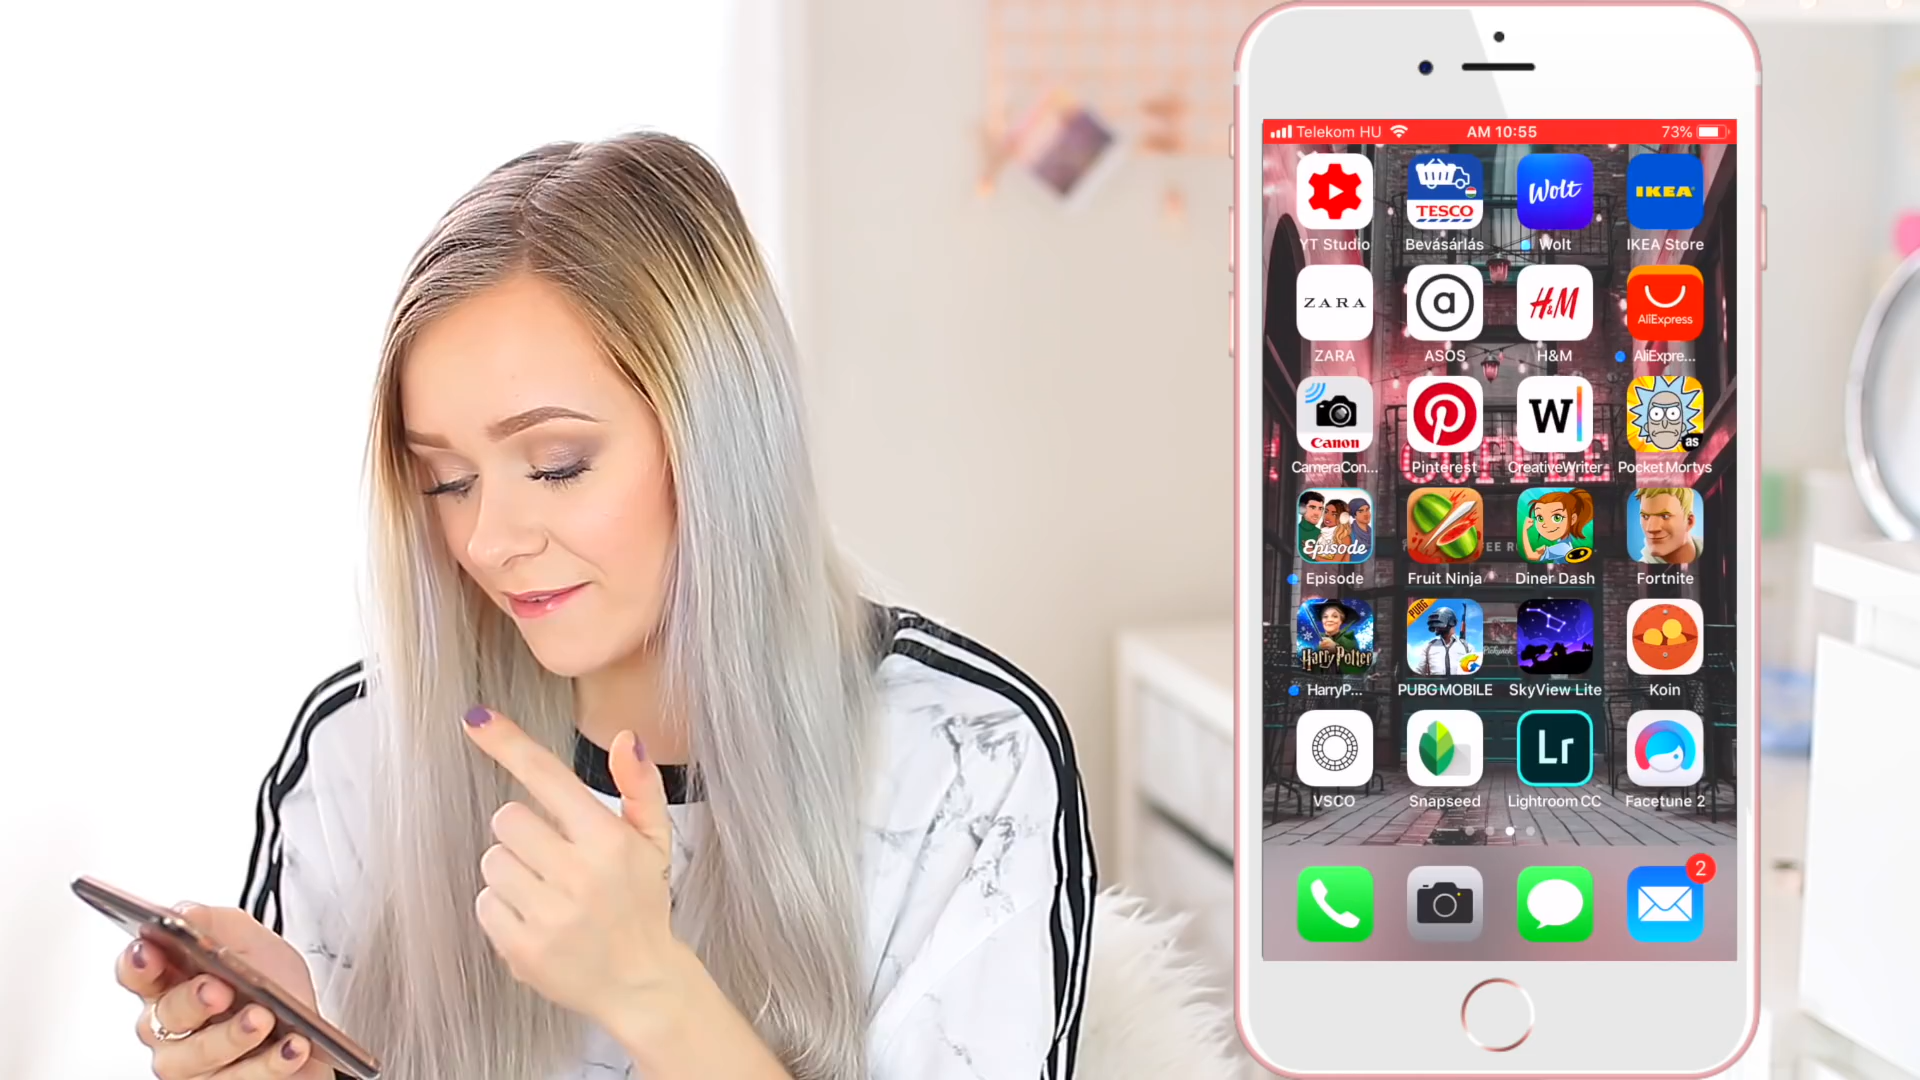 Telekom HU AM 10:55 73%
TESCO Wolt IKEA
YT Studio Bevásárlás Wolt IKEA Store
ZARA a H&M AliExpress
ZARA ASOS H&M AliExpre...
Canon W as
CameraCon... Pinterest CreativeWriter Pocket Mortys
Episode
Episode Fruit Ninja Diner Dash Fortnite
Harry Potter PUBG
HarryP... PUBG MOBILE SkyView Lite Koin
Lr
VSCO Snapseed Lightroom CC Facetune 2
2